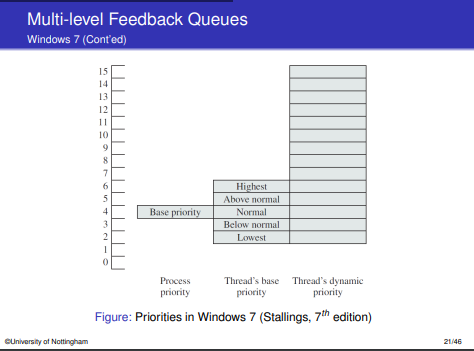 Multi-level Feedback Queues
Windows 7 (Cont'ed)
15
14
13
12
11
10
9
8
7
6
5
4
3
2
1
0
Highest
Above normal
Base priority
Normal
Below normal
Lowest
Process
priority
Thread's base
priority
Thread's dynamic
priority
Figure: Priorities in Windows 7 (Stallings, 7th edition)
©University of Nottingham
21/46